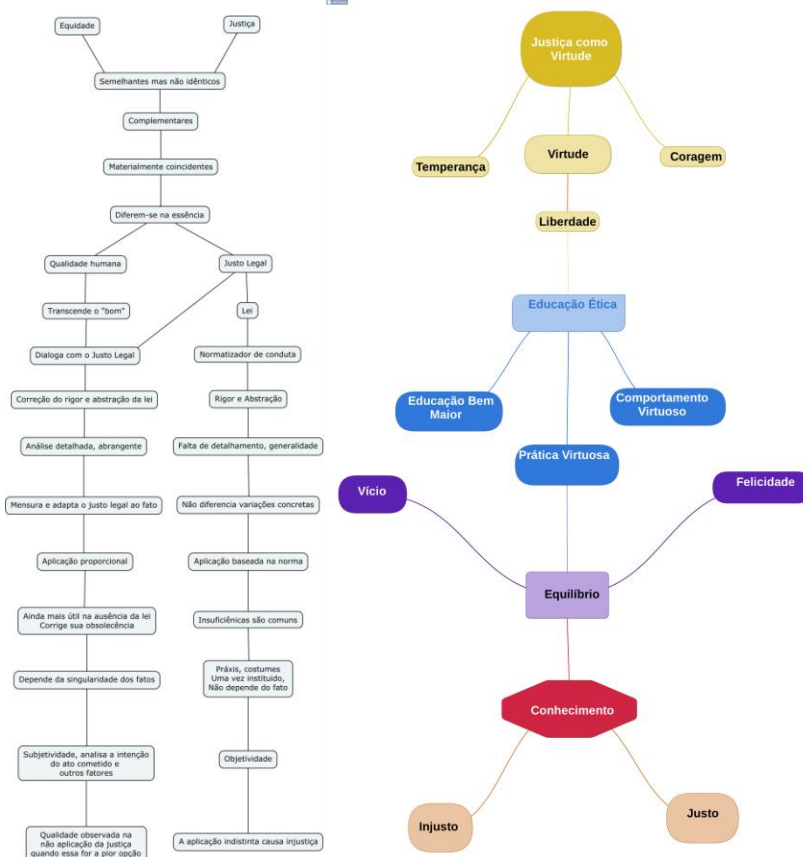 Equidade
Justiça
Semelhantes mas não idênticos
Complementares
Materialmente coincidentes
Diferem-se na essência
Qualidade humana
Justo Legal
Transcende o "bom"
Lei
Dialoga com o Justo Legal
Normatizador de conduta
Correção do rigor e abstração da lei
Rigor e Abstração
Análise detalhada, abrangente
Falta de detalhamento, generalidade
Mensura e adapta o justo legal ao fato
Não diferencia variações concretas
Aplicação proporcional
Aplicação baseada na norma
Ainda mais útil na ausência da lei
Corrige sua obsolecência
Insuficiênicas são comuns
Depende da singularidade dos fatos
Práxis, costumes
Uma vez instituido,
Não depende do fato
Subjetividade, analisa a intenção
do ato cometido e
outros fatores
Objetividade
Qualidade observada na
não aplicação da justiça
quando essa for a pior opção
A aplicação indistinta causa injustiça
Justiça como
Virtude
Temperança
Virtude
Coragem
Liberdade
Educação Ética
Educação Bem
Maior
Comportamento
Virtuoso
Prática Virtuosa
Vício
Felicidade
Equilíbrio
Conhecimento
Injusto
Justo